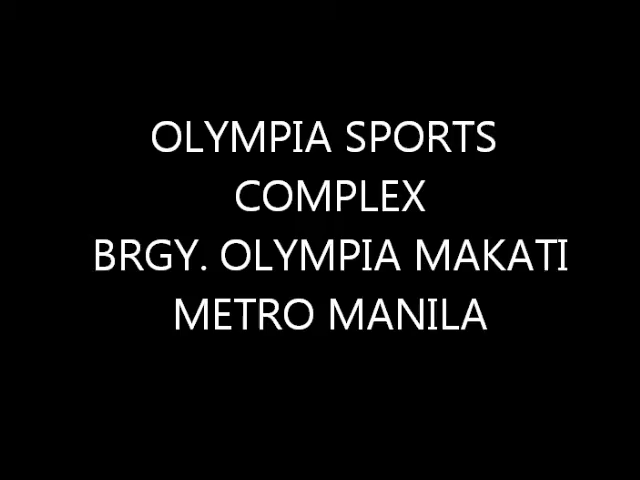 OLYMPIA SPORTS
COMPLEX
BRGY. OLYMPIA MAKATI
METRO MANILA